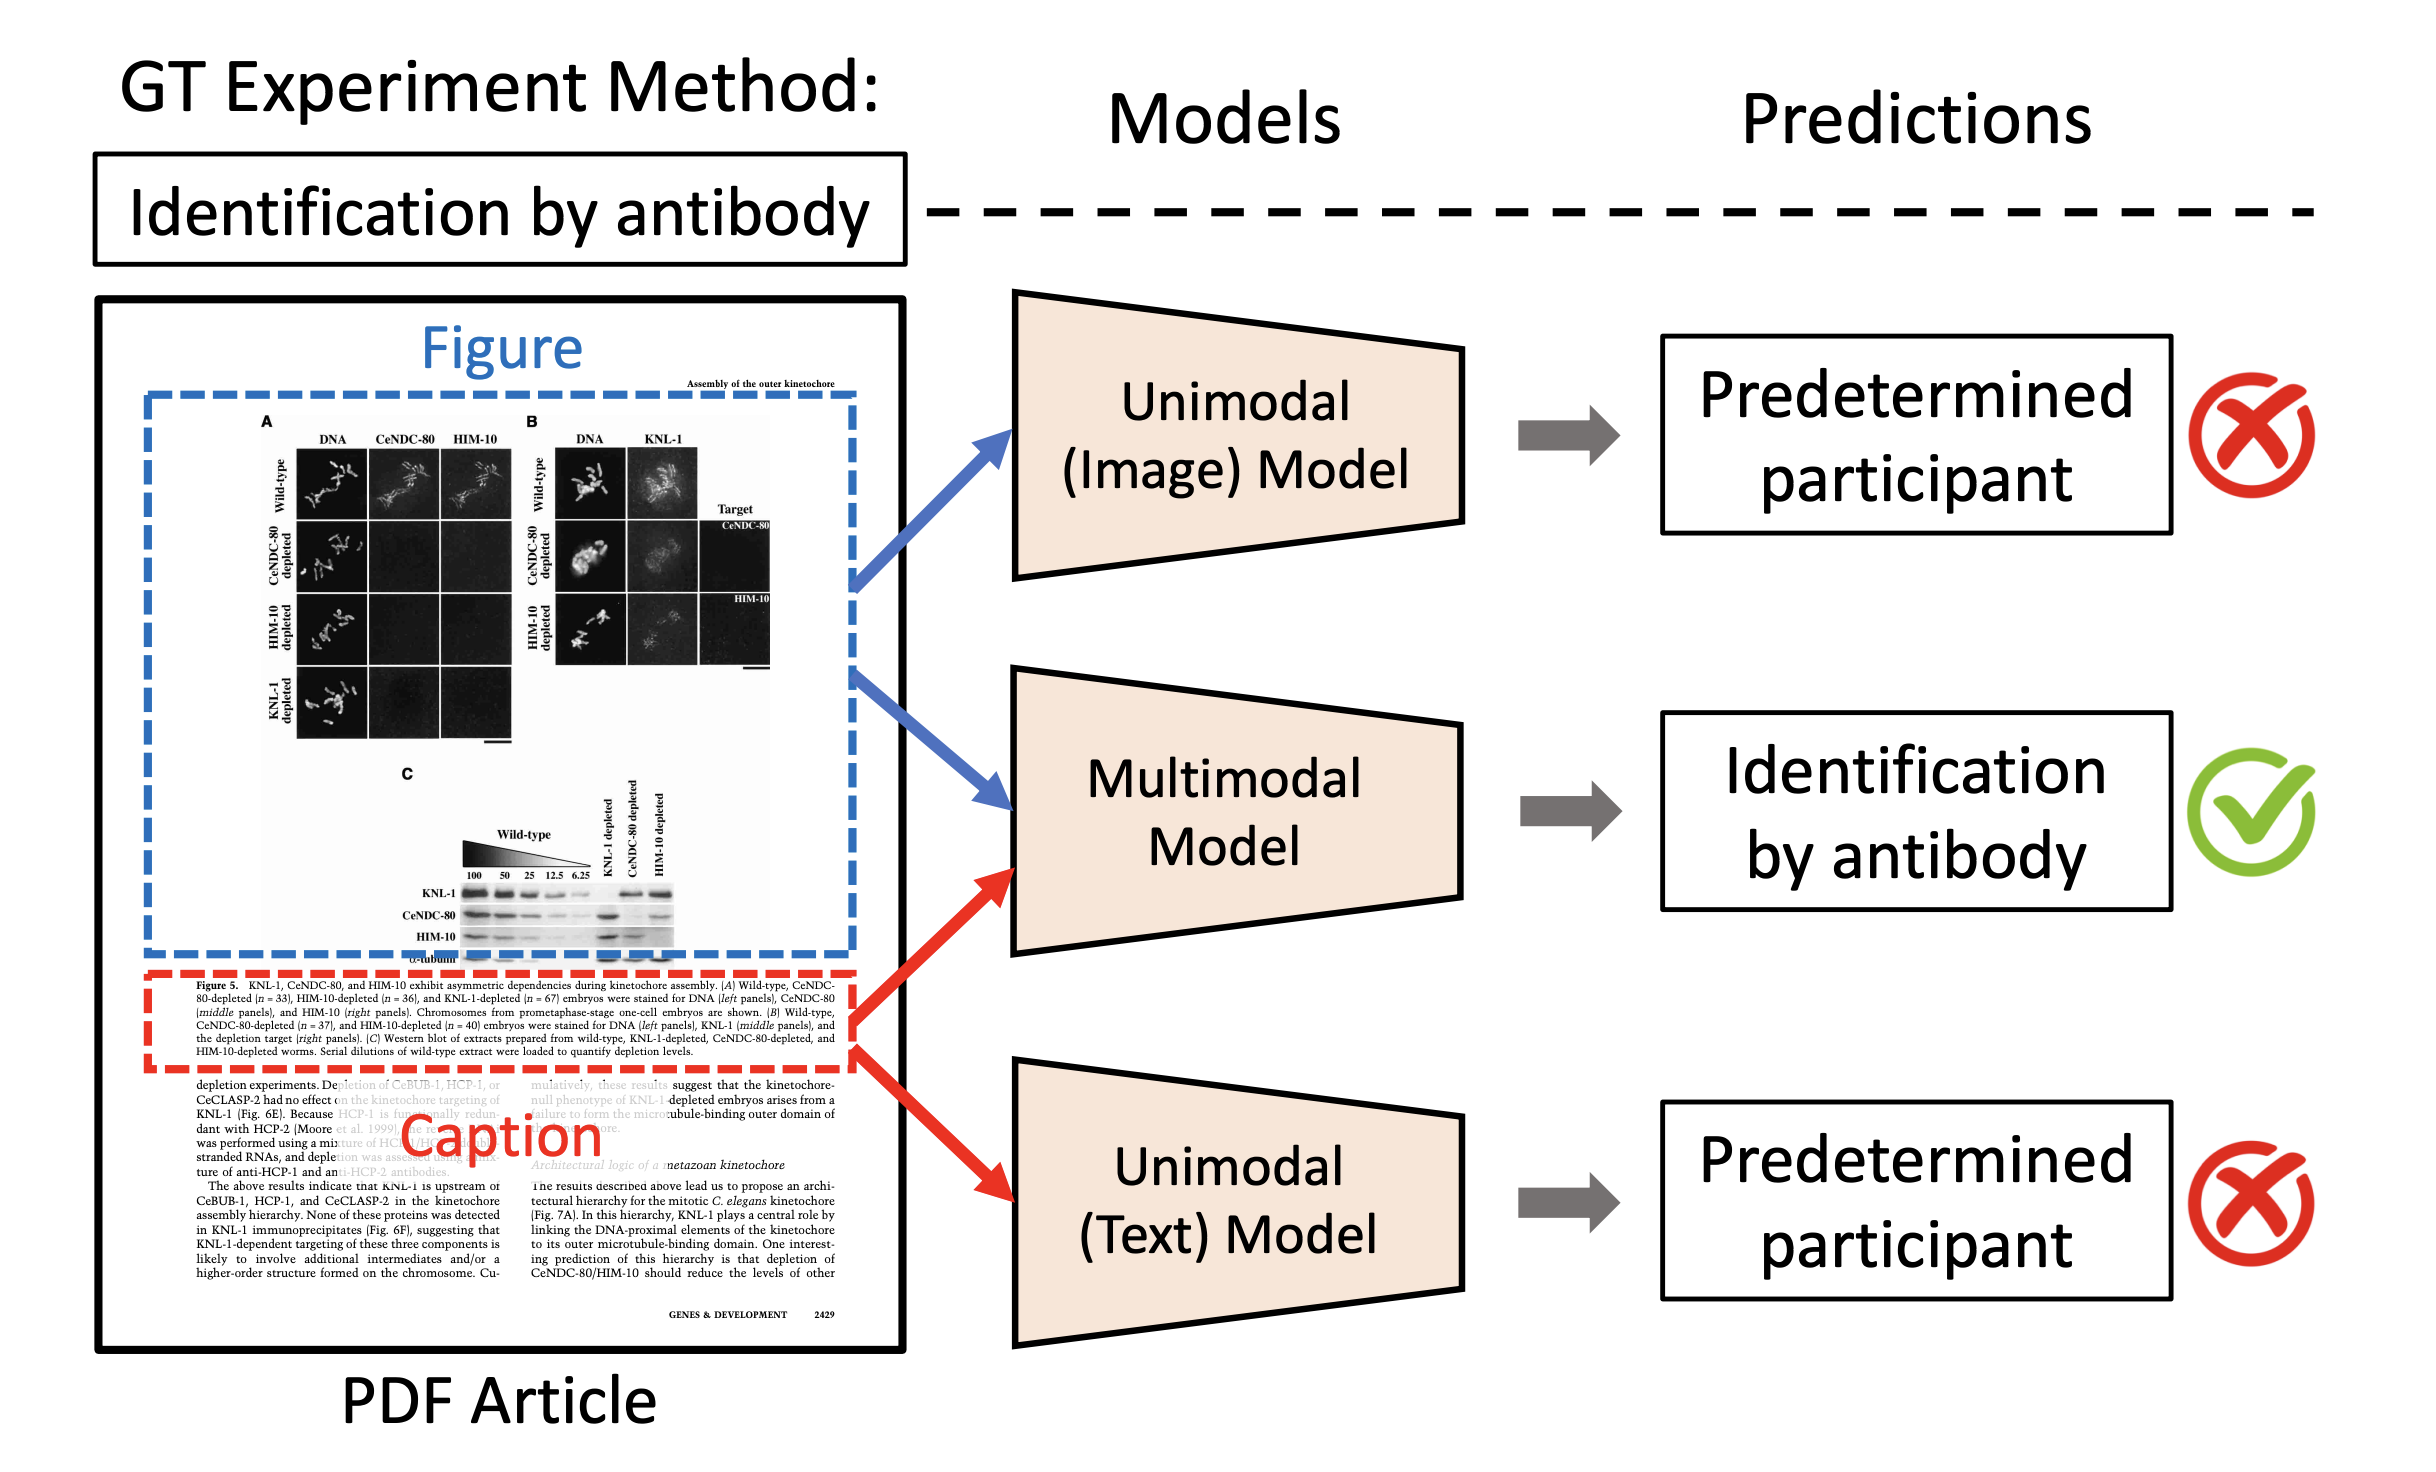 GT Experiment Method:
Identification by antibody
Models
Predictions
Figure
Assembly of the outer kinetochore
A
DNA CeNDC-80 HIM-10
Wild-type
CeNDC-80
depleted
HIM-10
depleted
KNL-1
depleted
B
DNA KNL-1
Wild-type
Target
CeNDC-80
depleted
CeNDC-80
HIM-10
depleted
HIM-10
C
Wild-type
KNL-1 depleted
CeNDC-80 depleted
HIM-10 depleted
100 50 25 12.5 6.25
KNL-1
CeNDC-80
HIM-10
α-tubulin
Figure 5. KNL-1, CeNDC-80, and HIM-10 exhibit asymmetric dependencies during kinetochore assembly. (A) Wild-type, CeNDC-
80-depleted (n = 33), HIM-10-depleted (n = 36), and KNL-1-depleted (n = 67) embryos were stained for DNA (left panels), CeNDC-80
(middle panels), and HIM-10 (right panels). Chromosomes from prometaphase-stage one-cell embryos are shown. (B) Wild-type,
CeNDC-80-depleted (n = 37), and HIM-10-depleted (n = 40) embryos were stained for DNA (left panels), KNL-1 (middle panels), and
the depletion target (right panels). (C) Western blot of extracts prepared from wild-type, KNL-1-depleted, CeNDC-80-depleted, and
HIM-10-depleted worms. Serial dilutions of wild-type extract were loaded to quantify depletion levels.
depletion experiments. Depletion of CeBUB-1, HCP-1, or
CeCLASP-2 had no effect on the kinetochore targeting of
KNL-1 (Fig. 6E). Because HCP-1 is functionally redun-
dant with HCP-2 (Moore et al. 1999), the
was performed using a mixture of
stranded RNAs, and depletion was assessed using a mix-
ture of anti-HCP-1 and anti-HCP-2 antibodies.
The above results indicate that KNL-1 is upstream of
CeBUB-1, HCP-1, and CeCLASP-2 in the kinetochore
assembly hierarchy. None of these proteins was detected
in KNL-1 immunoprecipitates (Fig. 6F), suggesting that
KNL-1-dependent targeting of these three components is
likely to involve additional intermediates and/or a
higher-order structure formed on the chromosome. Cu-
mulatively, these results suggest that the kinetochore-
null phenotype of KNL-1-depleted embryos arises from a
failure to form the microtubule-binding outer domain of
Caption
Architectural logic of a metazoan kinetochore
The results described above lead us to propose an archi-
tectural hierarchy for the mitotic C. elegans kinetochore
(Fig. 7A). In this hierarchy, KNL-1 plays a central role by
linking the DNA-proximal elements of the kinetochore
to its outer microtubule-binding domain. One interest-
ing prediction of this hierarchy is that depletion of
CeNDC-80/HIM-10 should reduce the levels of other
GENES & DEVELOPMENT 2429
PDF Article
Unimodal
(Image) Model
Predetermined
participant
Multimodal
Model
Identification
by antibody
Unimodal
(Text) Model
Predetermined
participant